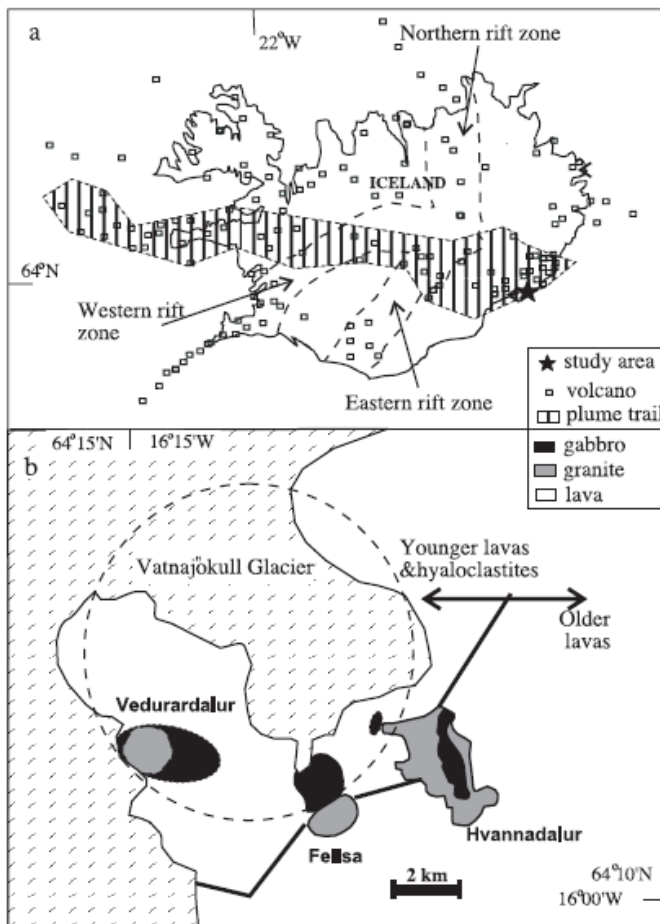 a
22°W
Northern rift zone
ICELAND
64°N
Western rift
zone
Eastern rift zone
study area
volcano
plume trail
gabbro
granite
lava
b
64°15'N 16°15'W
Vatnajökull Glacier
Younger lavas
&hyaloclastites
Older
lavas
Vedurardalur
Fellsa
Hvannadalur
2 km
64°10'N
16°00'W